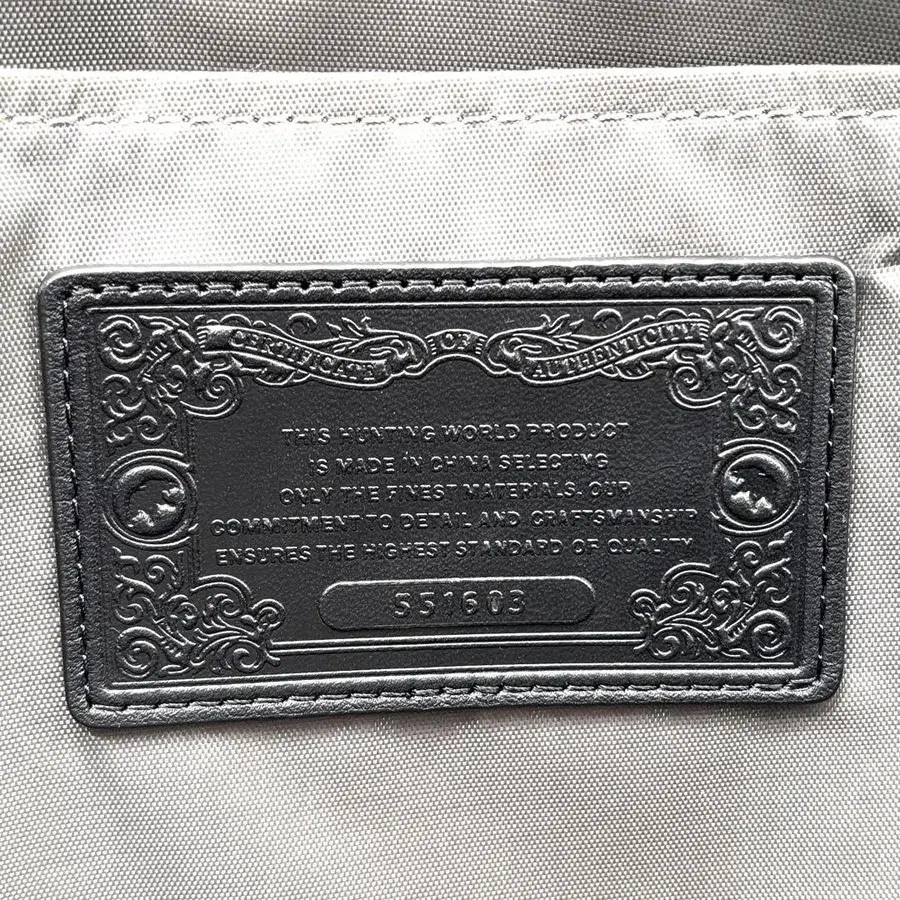 CERTIFICATE OF AUTHENTICITY
THIS HUNTING WORLD PRODUCT
IS MADE IN CHINA SELECTING
ONLY THE FINEST MATERIALS. OUR
COMMITMENT TO DETAIL AND CRAFTSMANSHIP
ENSURES THE HIGHEST STANDARD OF QUALITY
551603